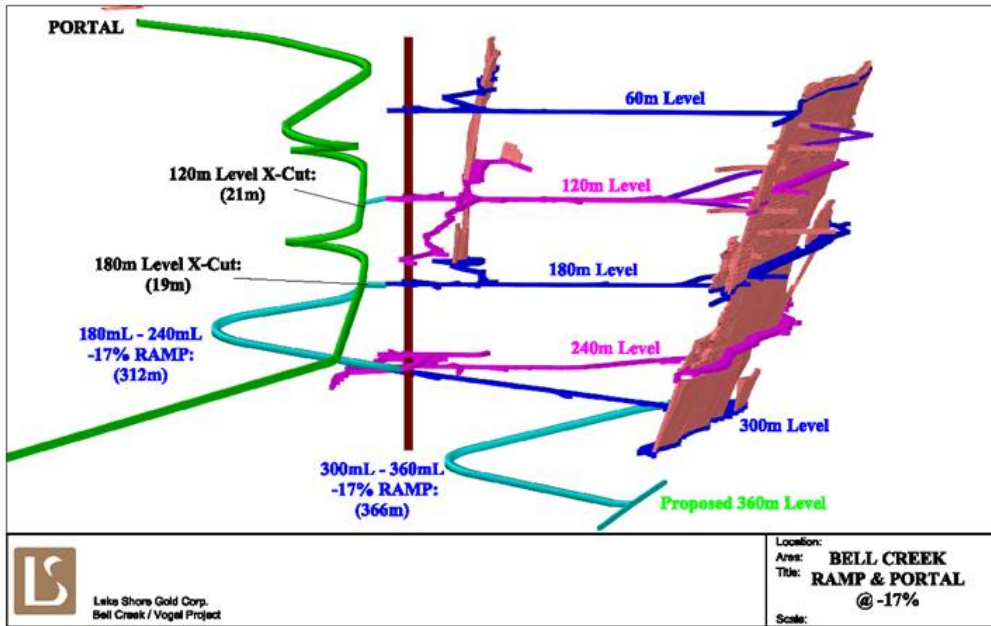 PORTAL
60m Level
120m Level X-Cut:
(21m)
120m Level
180m Level X-Cut:
(19m)
180m Level
180mL - 240mL
-17% RAMP:
(312m)
240m Level
300m Level
300mL - 360mL
-17% RAMP:
(366m)
Proposed 360m Level
LS
Lake Shore Gold Corp.
Bell Creek / Vogel Project
Location:
Area: BELL CREEK
Title: RAMP & PORTAL
@ -17%
Scale: